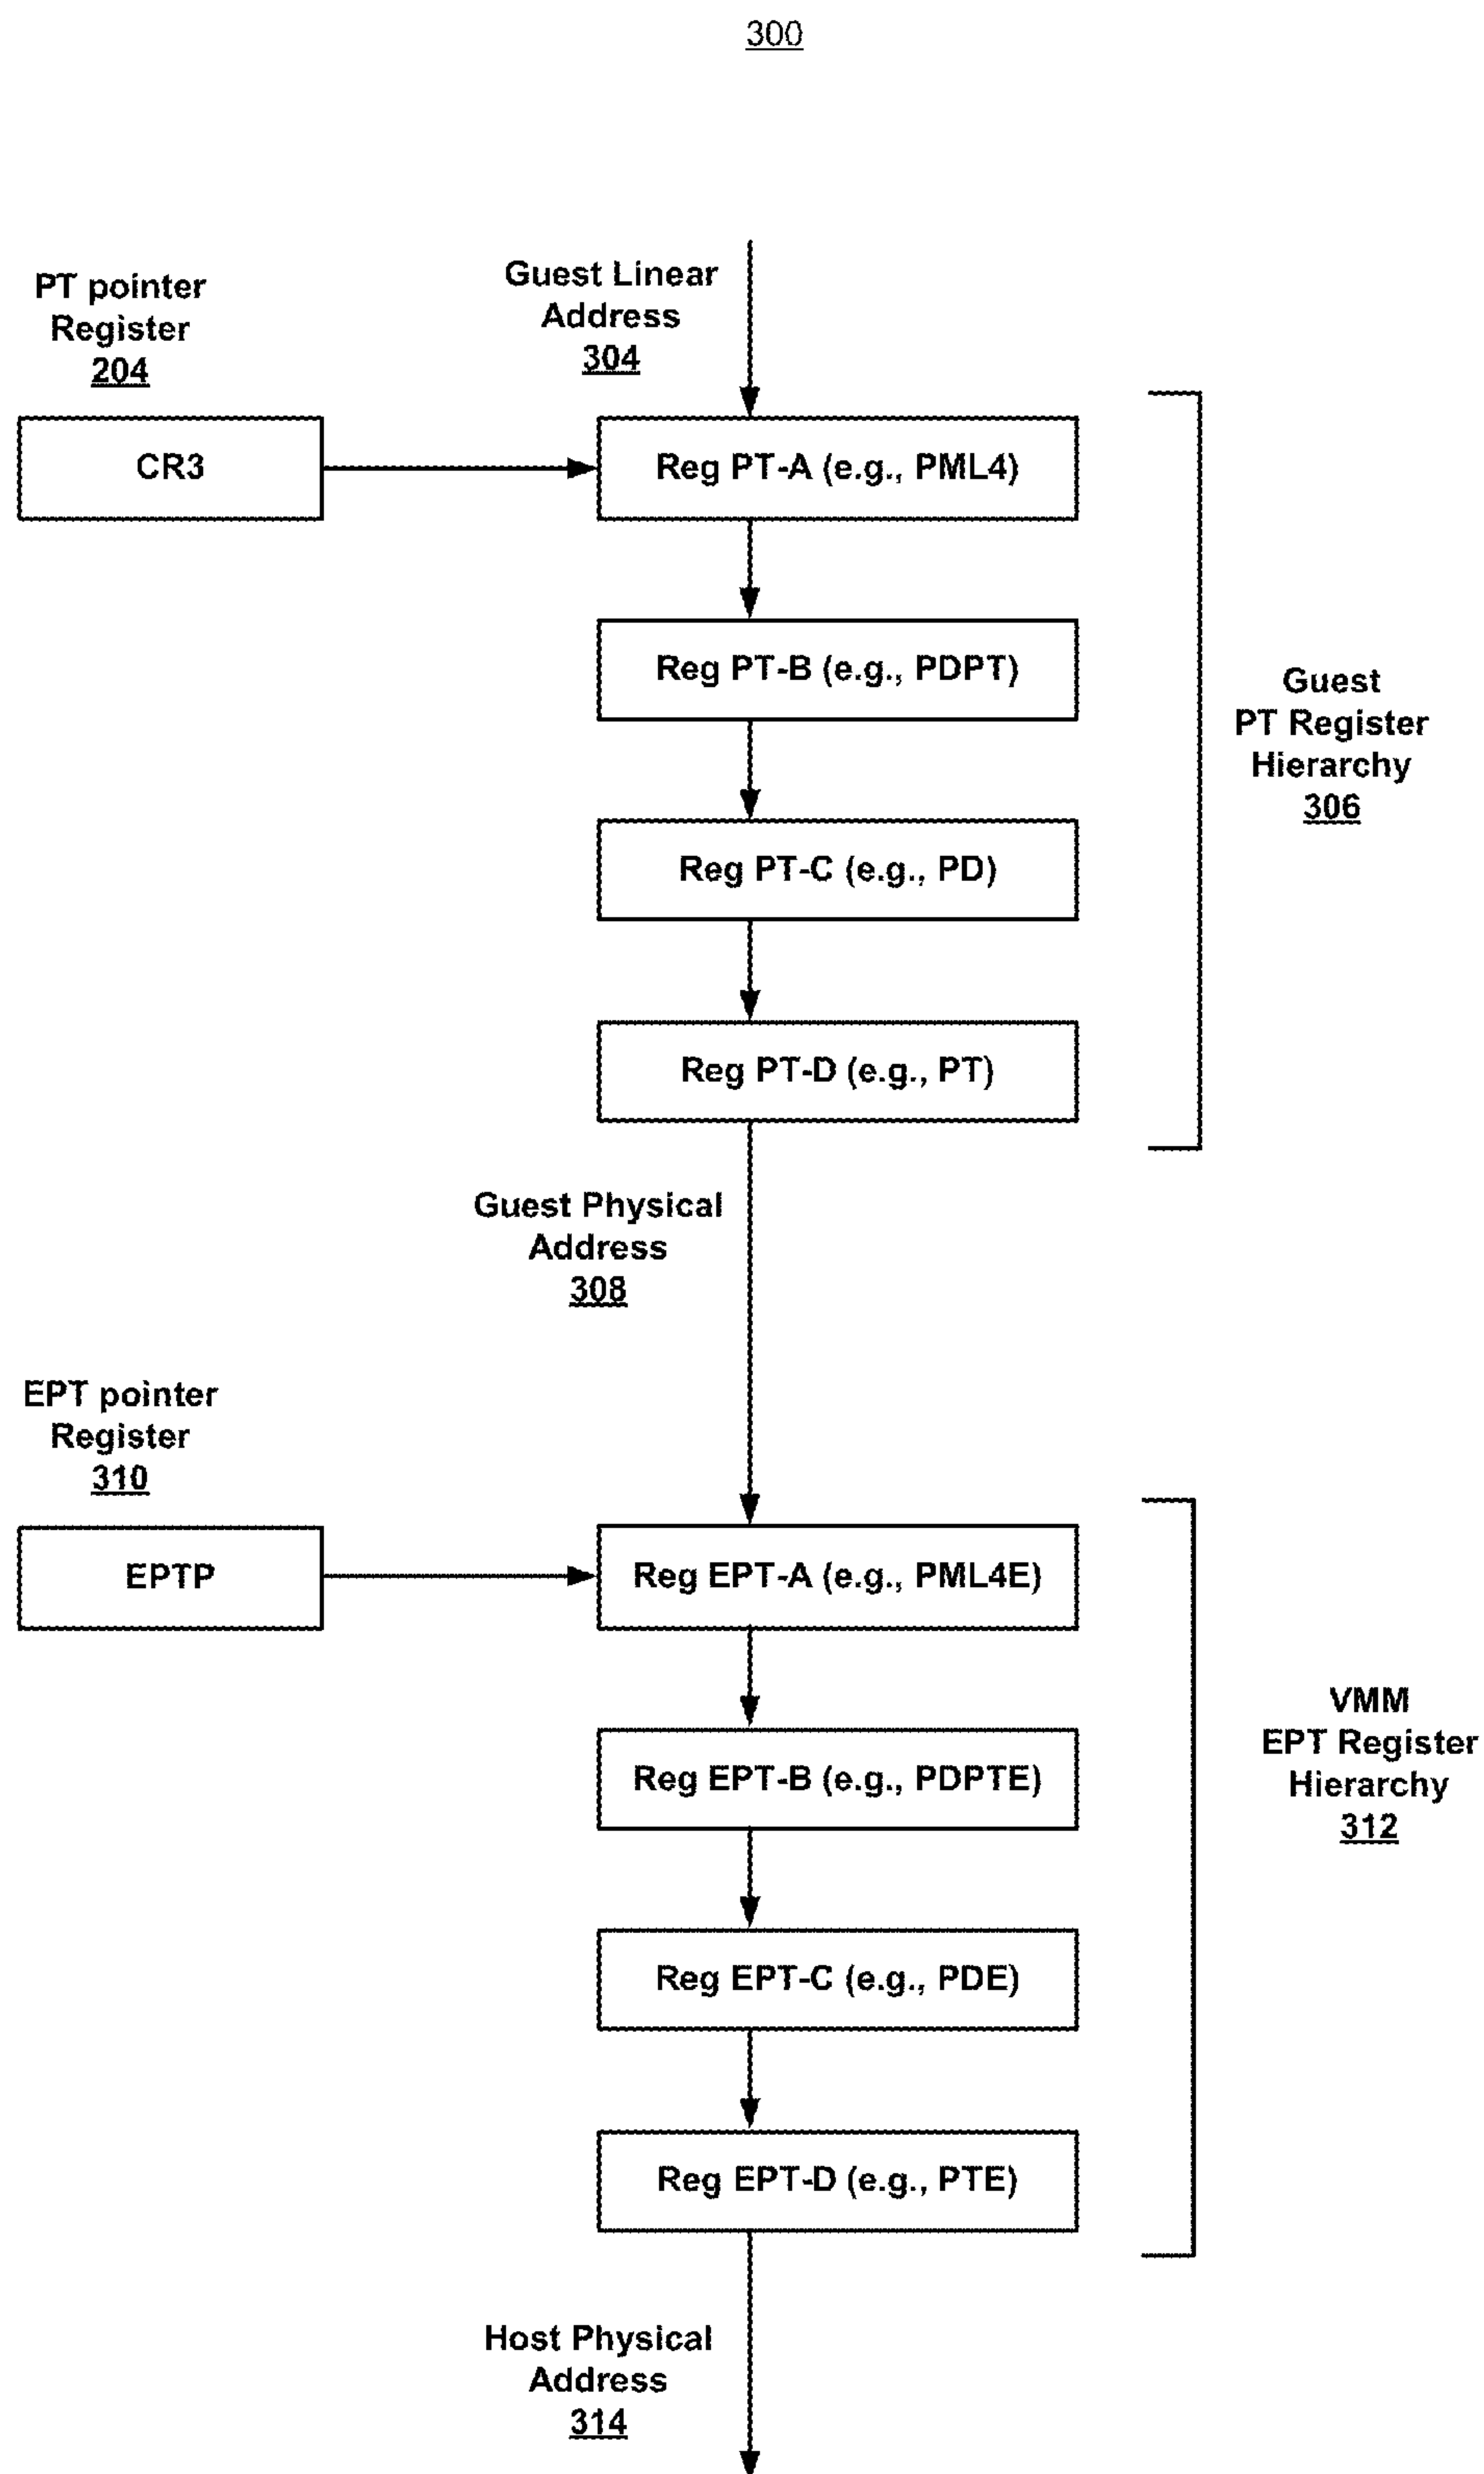 300
PT pointer
Register
204
Guest Linear
Address
304
CR3
Reg PT-A (e.g., PML4)
Reg PT-B (e.g., PDPT)
Reg PT-C (e.g., PD)
Reg PT-D (e.g., PT)
Guest
PT Register
Hierarchy
306
Guest Physical
Address
308
EPT pointer
Register
310
EPTP
Reg EPT-A (e.g., PML4E)
Reg EPT-B (e.g., PDPTE)
Reg EPT-C (e.g., PDE)
Reg EPT-D (e.g., PTE)
VMM
EPT Register
Hierarchy
312
Host Physical
Address
314